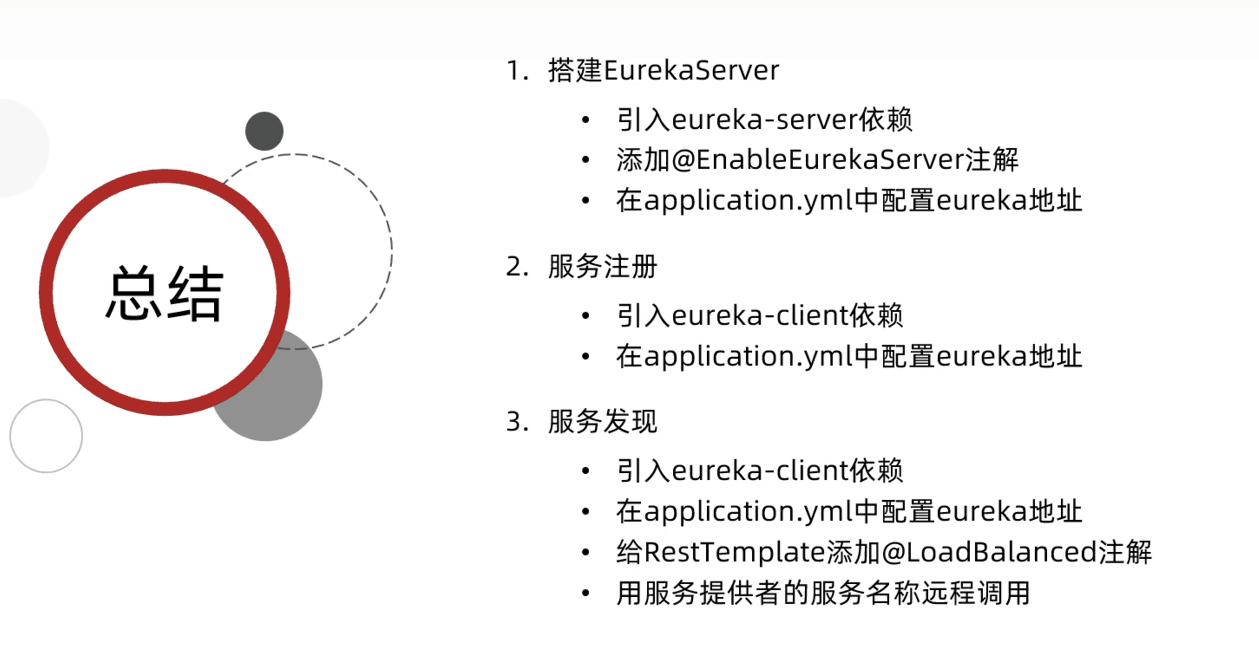 总结
1. 搭建EurekaServer
• 引入eureka-server依赖
• 添加@EnableEurekaServer注解
• 在application.yml中配置eureka地址
2. 服务注册
• 引入eureka-client依赖
• 在application.yml中配置eureka地址
3. 服务发现
• 引入eureka-client依赖
• 在application.yml中配置eureka地址
• 给RestTemplate添加@LoadBalanced注解
• 用服务提供者的服务名称远程调用